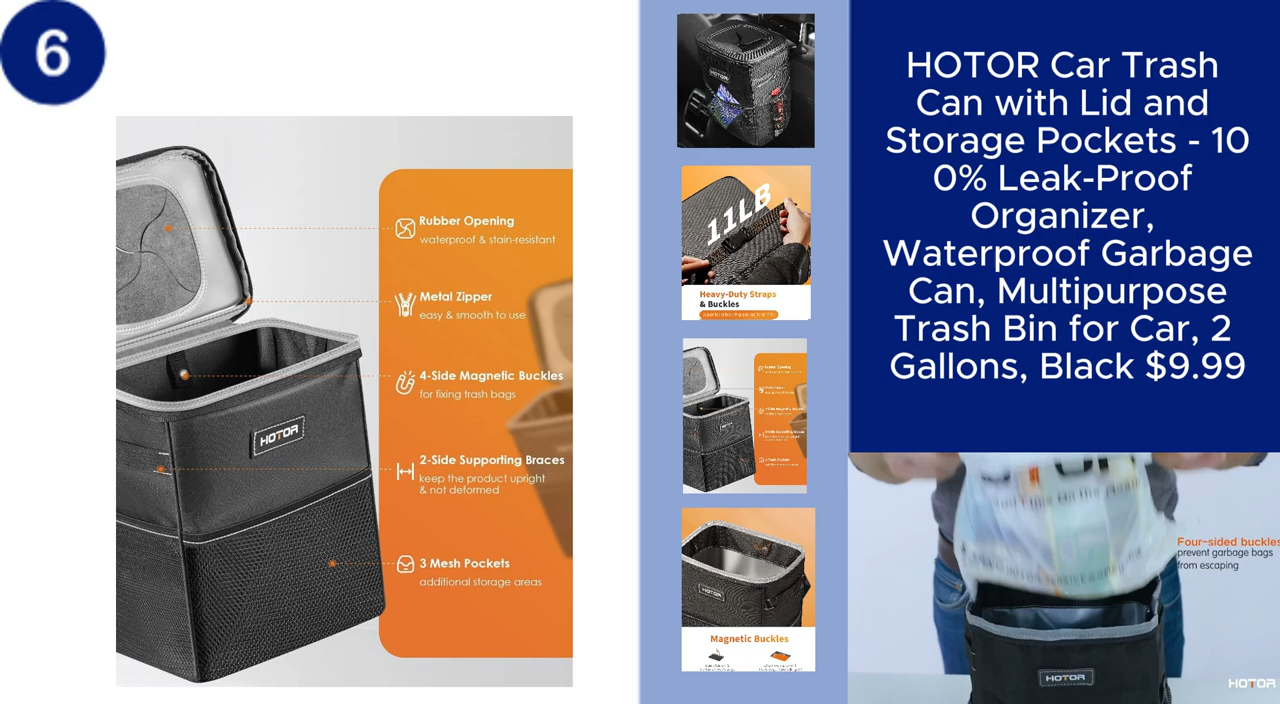 6
Rubber Opening
waterproof & stain-resistant
Metal Zipper
easy & smooth to use
4-Side Magnetic Buckles
for fixing trash bags
HOTOR
2-Side Supporting Braces
keep the product upright
& not deformed
3 Mesh Pockets
additional storage areas
HOTOR
11LB
Heavy-Duty Straps
& Buckles
Rubber Opening
HOTOR
Magnetic Buckles
HOTOR Car Trash
Can with Lid and
Storage Pockets - 10
0% Leak-Proof
Organizer,
Waterproof Garbage
Can, Multipurpose
Trash Bin for Car, 2
Gallons, Black $9.99
Four-sided buckles
prevent garbage bags
from escaping
HOTOR
HOTOR